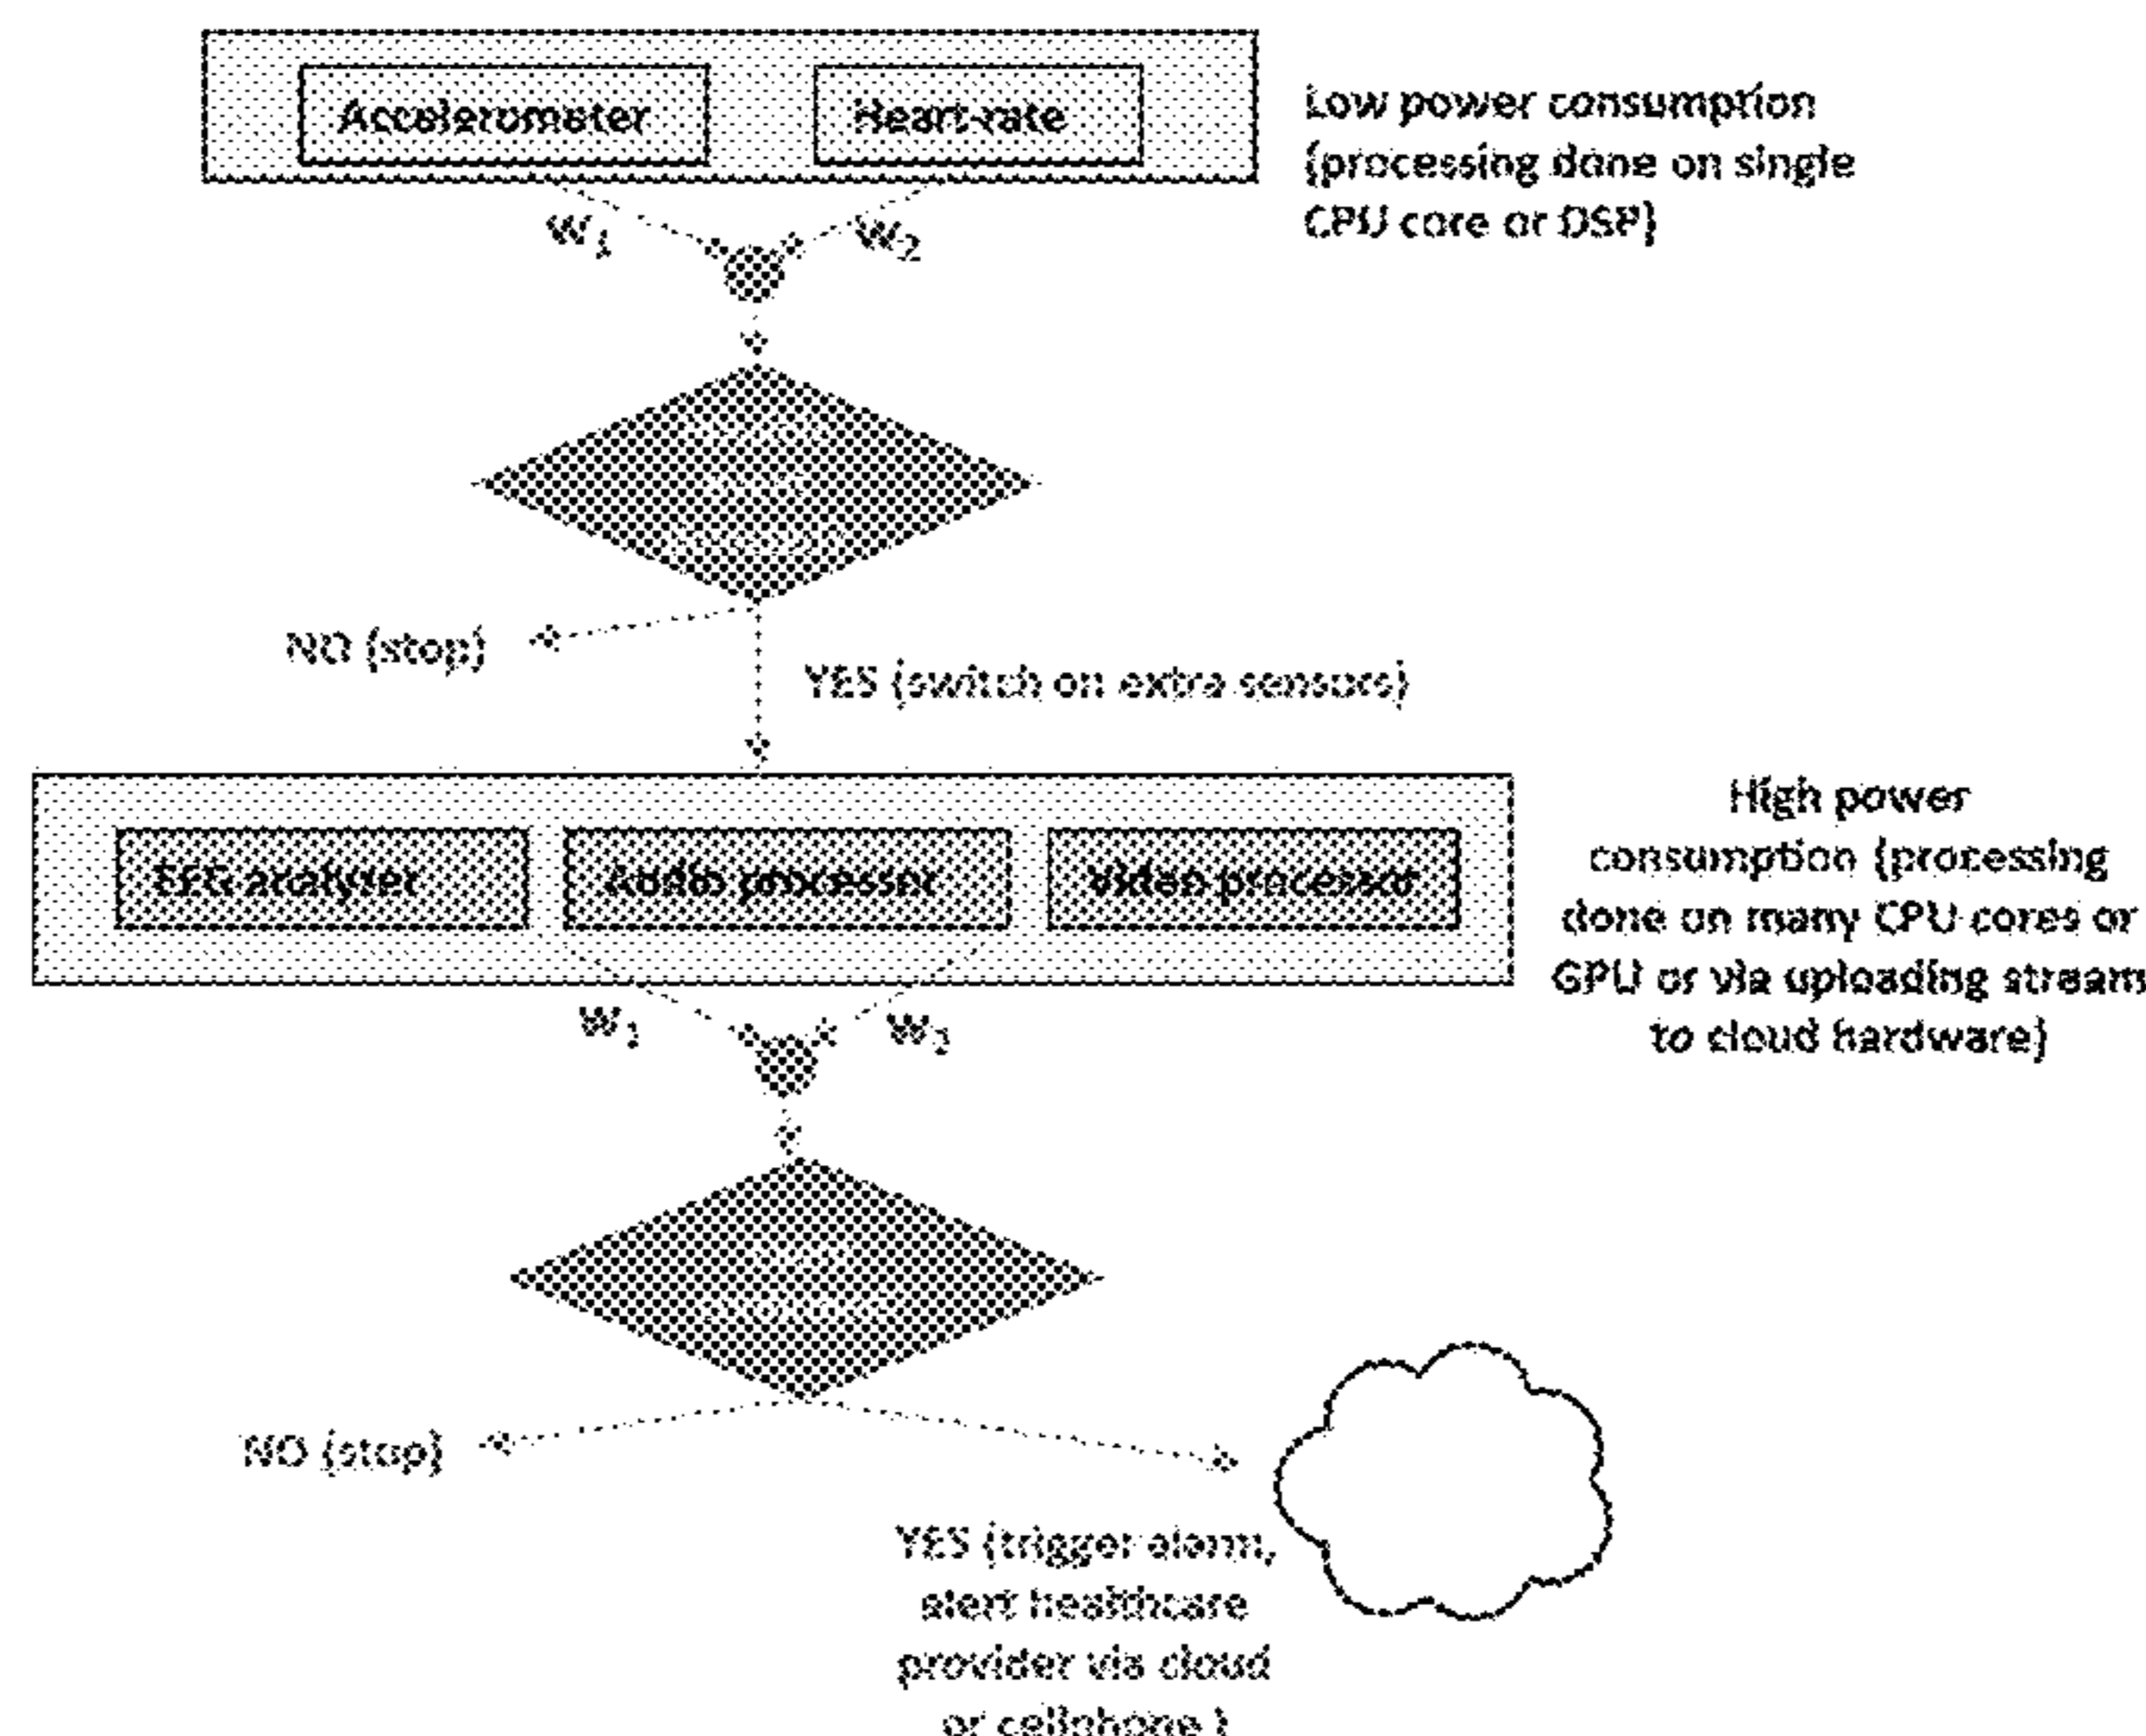 Accelerometer
Heart-rate
Low power consumption
(processing done on single
CPU core or DSP)
W1
W2
NO (stop)
YES (switch on extra sensors)
EEG analyser
Audio processor
Video processor
High power
consumption (processing
done on many CPU cores or
GPU or via uploading stream
to cloud hardware)
W1
W3
NO (stop)
YES (trigger alarm,
alert healthcare
provider via cloud
or cellphone )